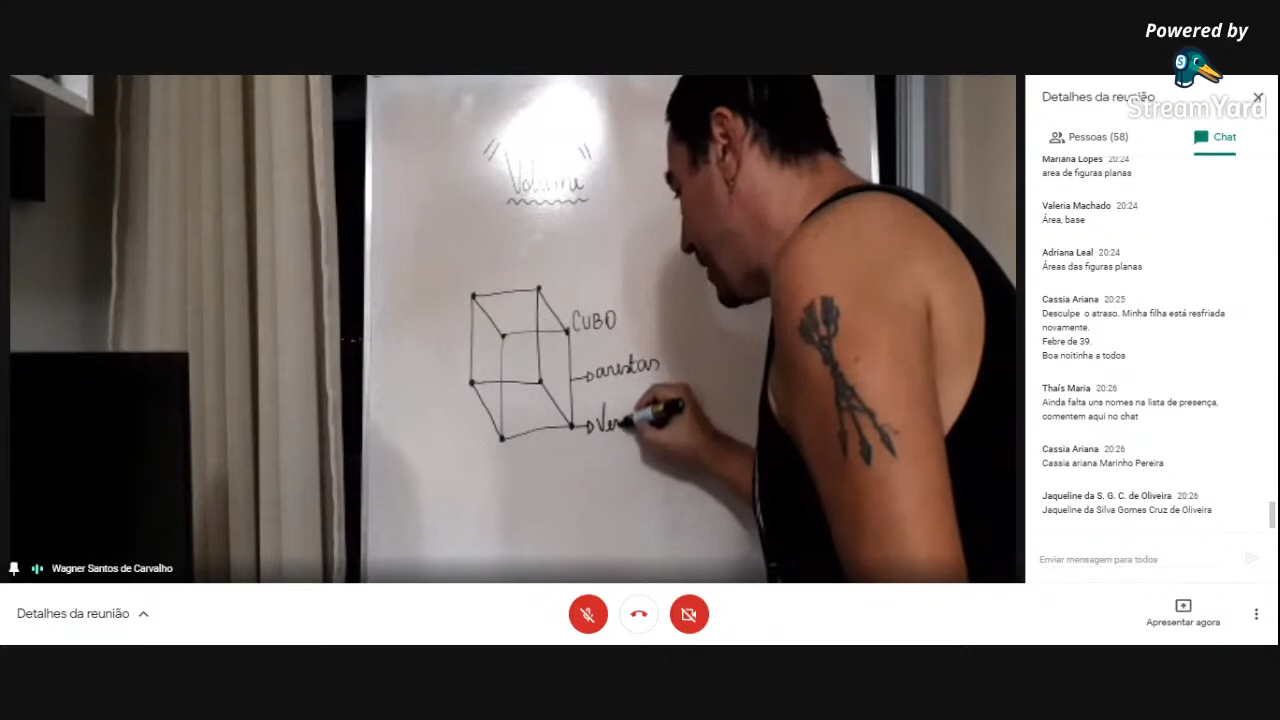 Powered by
StreamYard
Detalhes da reunião
Pessoas (58)
Chat
Mariana Lopes 20:24
area de figuras planas
Valeria Machado 20:24
Área, base
Adriana Leal 20:24
Áreas das figuras planas
Cassia Ariana 20:25
Desculpe o atraso. Minha filha está resfriada
novamente.
Febre de 39.
Boa noitinha a todos
Thaís Maria 20:26
Ainda falta uns nomes na lista de presença,
comentem aqui no chat
Cassia Ariana 20:26
Cassia ariana Marinho Pereira
Jaqueline da S. G. C. de Oliveira 20:26
Jaqueline da Silva Gomes Cruz de Oliveira
Enviar mensagem para todos
"Volume"
CUBO
arestas
Ver
Wagner Santos de Carvalho
Detalhes da reunião
Apresentar agora